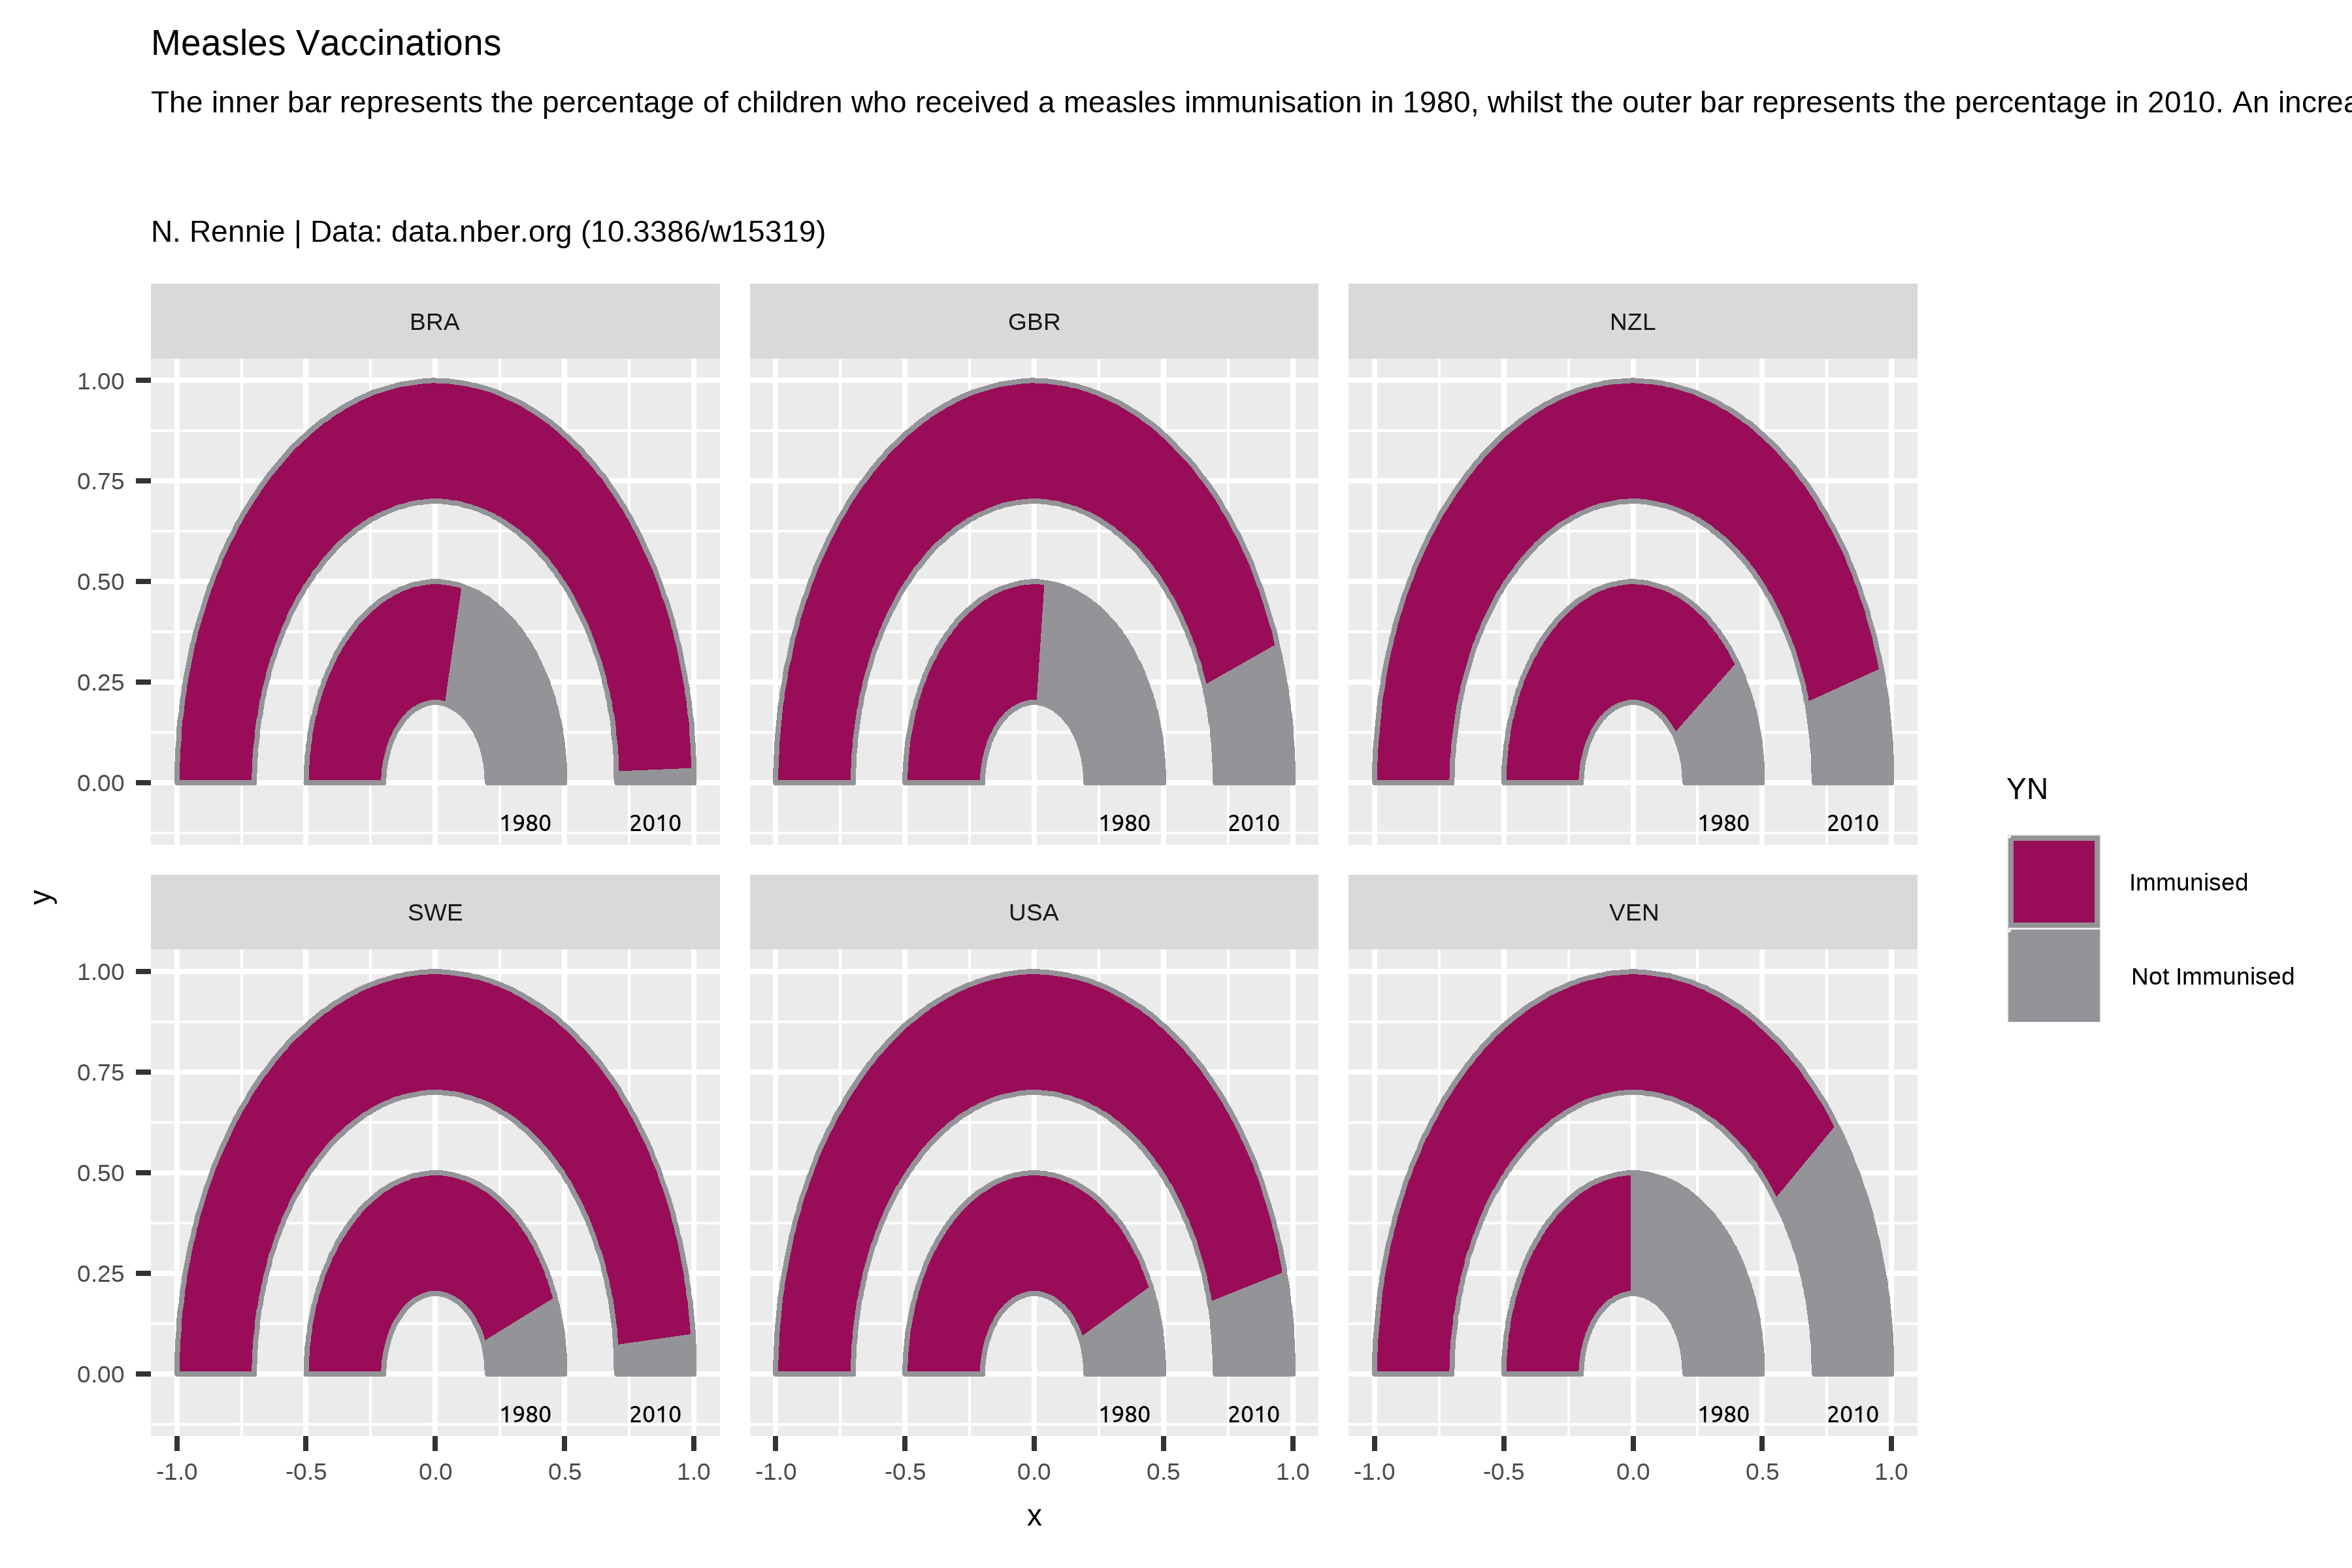 Measles Vaccinations
The inner bar represents the percentage of children who received a measles immunisation in 1980, whilst the outer bar represents the percentage in 2010. An increa
N. Rennie | Data: data.nber.org (10.3386/w15319)
BRA GBR NZL
1.00
0.75
0.50
0.25
0.00
1980 2010 1980 2010 1980 2010
YN
Immunised
Not Immunised
y
SWE USA VEN
1.00
0.75
0.50
0.25
0.00
1980 2010 1980 2010 1980 2010
-1.0 -0.5 0.0 0.5 1.0 -1.0 -0.5 0.0 0.5 1.0 -1.0 -0.5 0.0 0.5 1.0
x